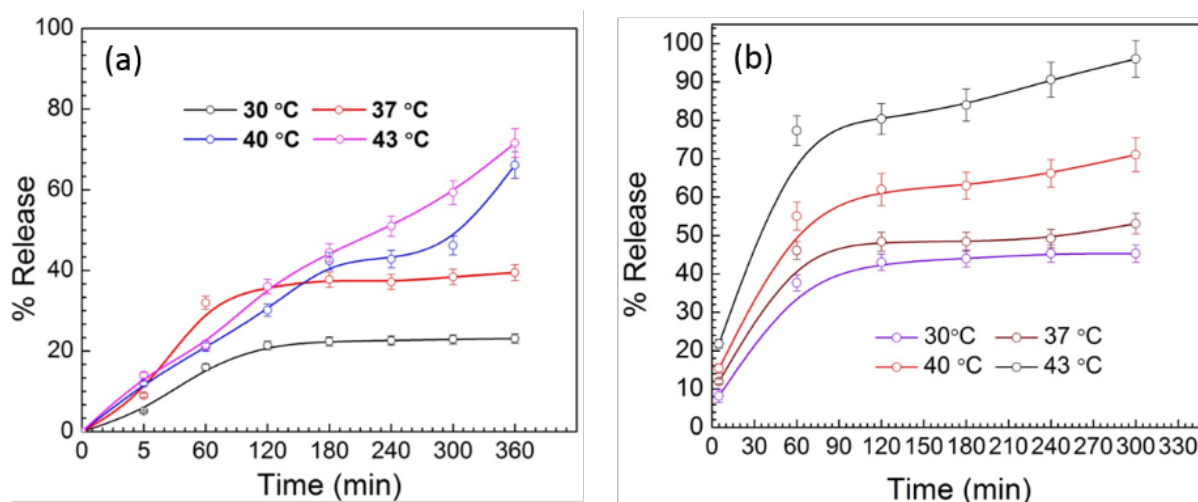 (a)
30 °C 37 °C
40 °C 43 °C
% Release
100
80
60
40
20
0
0 5 60 120 180 240 300 360
Time (min)
(b)
30°C 37 °C
40 °C 43 °C
% Release
100
90
80
70
60
50
40
30
20
10
0
0 30 60 90 120 150 180 210 240 270 300 330
Time (min)